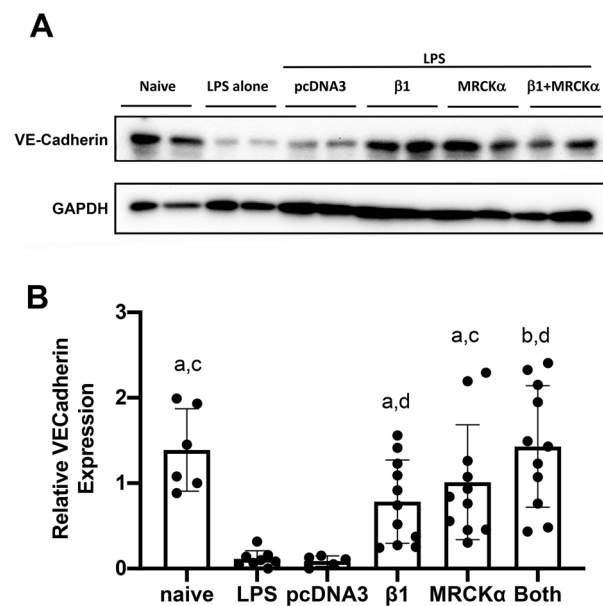 A
LPS
Naive LPS alone pcDNA3 β1 MRCKα β1+MRCKα
VE-Cadherin
GAPDH
B
Relative VECadherin
Expression
3
2
1
0
a,c
a,d
a,c
b,d
naive LPS pcDNA3 β1 MRCKα Both